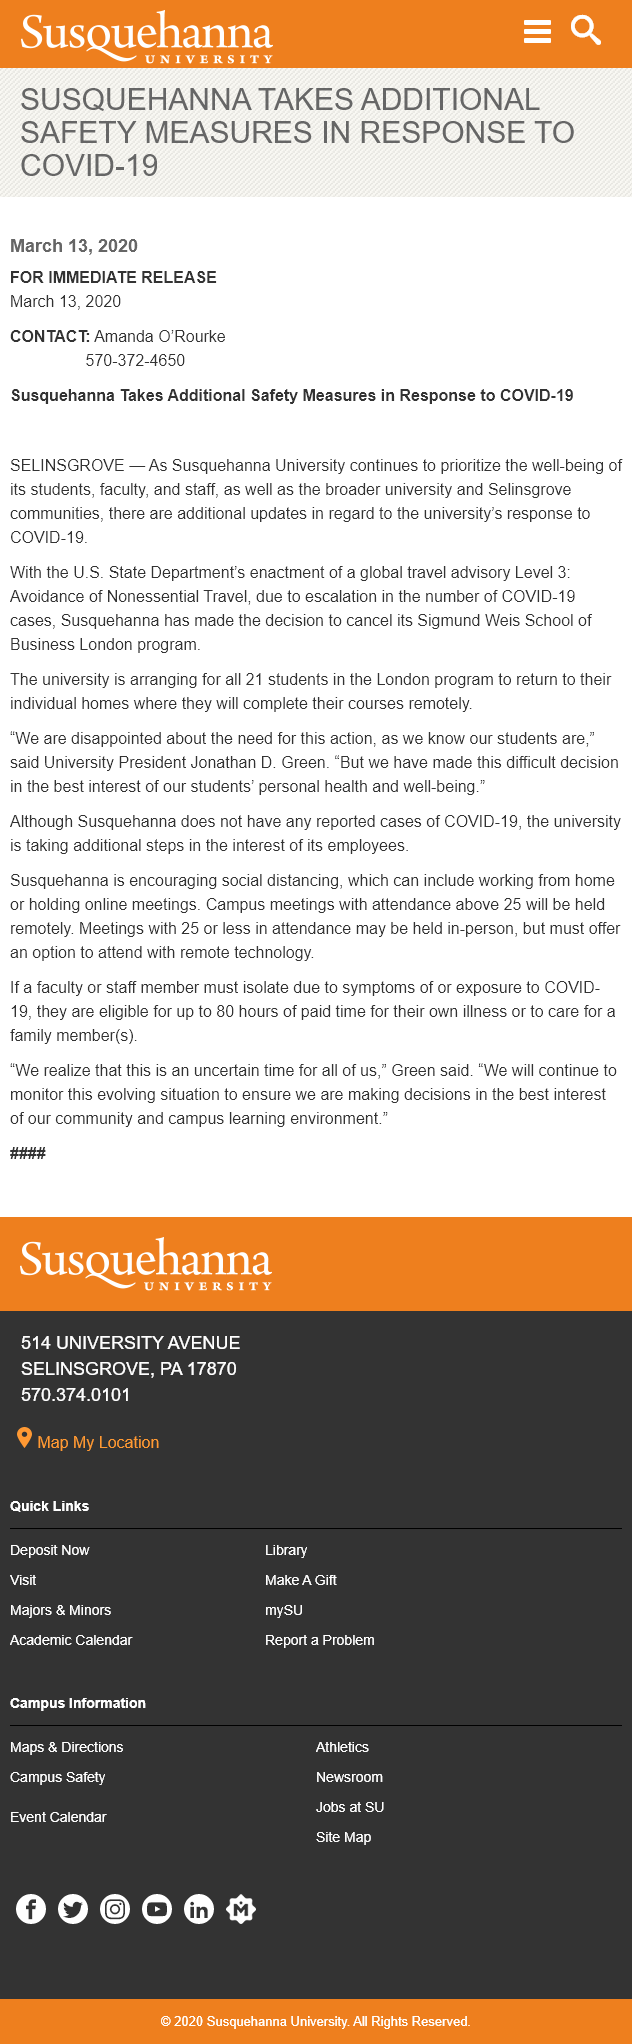 Susquehanna
UNIVERSITY
SUSQUEHANNA TAKES ADDITIONAL
SAFETY MEASURES IN RESPONSE TO
COVID-19
March 13, 2020
FOR IMMEDIATE RELEASE
March 13, 2020
CONTACT: Amanda O’Rourke
570-372-4650
Susquehanna Takes Additional Safety Measures in Response to COVID-19
SELINSGROVE — As Susquehanna University continues to prioritize the well-being of
its students, faculty, and staff, as well as the broader university and Selinsgrove
communities, there are additional updates in regard to the university’s response to
COVID-19.
With the U.S. State Department’s enactment of a global travel advisory Level 3:
Avoidance of Nonessential Travel, due to escalation in the number of COVID-19
cases, Susquehanna has made the decision to cancel its Sigmund Weis School of
Business London program.
The university is arranging for all 21 students in the London program to return to their
individual homes where they will complete their courses remotely.
“We are disappointed about the need for this action, as we know our students are,”
said University President Jonathan D. Green. “But we have made this difficult decision
in the best interest of our students’ personal health and well-being.”
Although Susquehanna does not have any reported cases of COVID-19, the university
is taking additional steps in the interest of its employees.
Susquehanna is encouraging social distancing, which can include working from home
or holding online meetings. Campus meetings with attendance above 25 will be held
remotely. Meetings with 25 or less in attendance may be held in-person, but must offer
an option to attend with remote technology.
If a faculty or staff member must isolate due to symptoms of or exposure to COVID-
19, they are eligible for up to 80 hours of paid time for their own illness or to care for a
family member(s).
“We realize that this is an uncertain time for all of us,” Green said. “We will continue to
monitor this evolving situation to ensure we are making decisions in the best interest
of our community and campus learning environment.”
####
Susquehanna
UNIVERSITY
514 UNIVERSITY AVENUE
SELINSGROVE, PA 17870
570.374.0101
Map My Location
Quick Links
Deposit Now
Visit
Majors & Minors
Academic Calendar
Library
Make A Gift
mySU
Report a Problem
Campus Information
Maps & Directions
Campus Safety
Event Calendar
Athletics
Newsroom
Jobs at SU
Site Map
© 2020 Susquehanna University. All Rights Reserved.